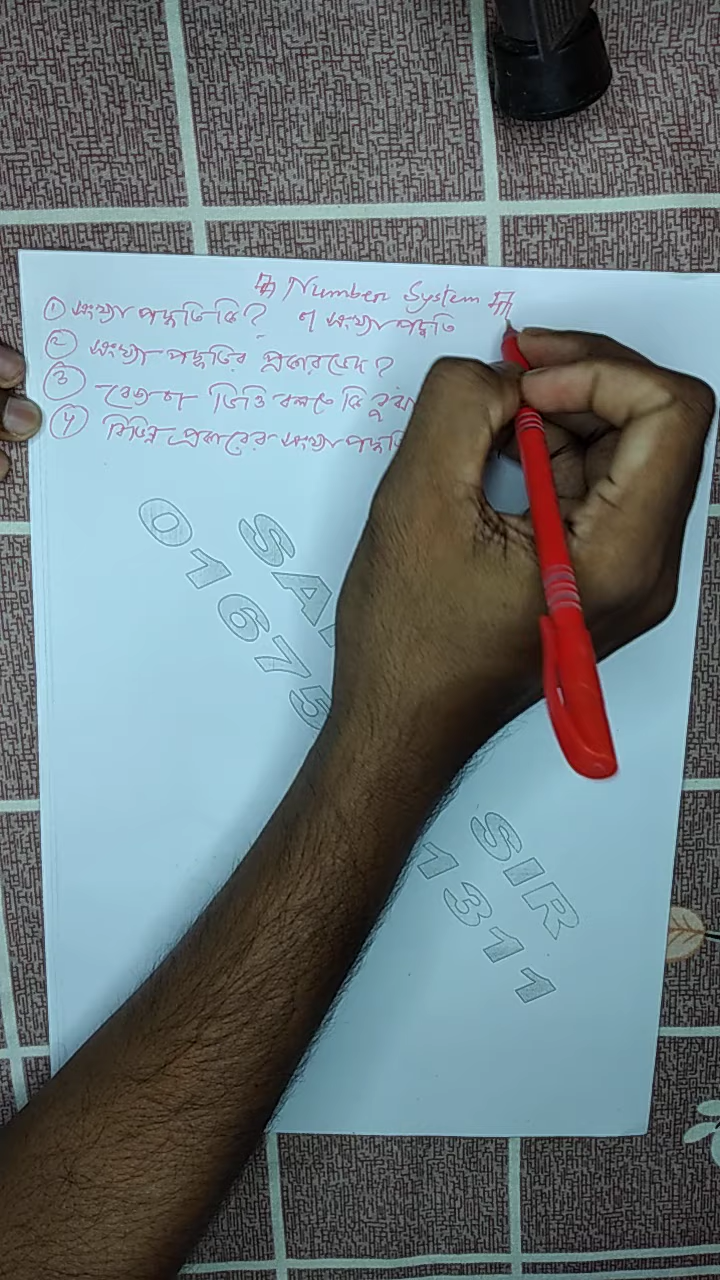 Number System
① সংখ্যা পদ্ধতি কি? ? সংখ্যা পদ্ধতি
② সংখ্যা পদ্ধতির প্রকারভেদ?
③ বেজ বা ভিত্তি বলতে কি বুঝ
④ বিভিন্ন প্রকারের সংখ্যা পদ্ধতি
SIR
01675
1311